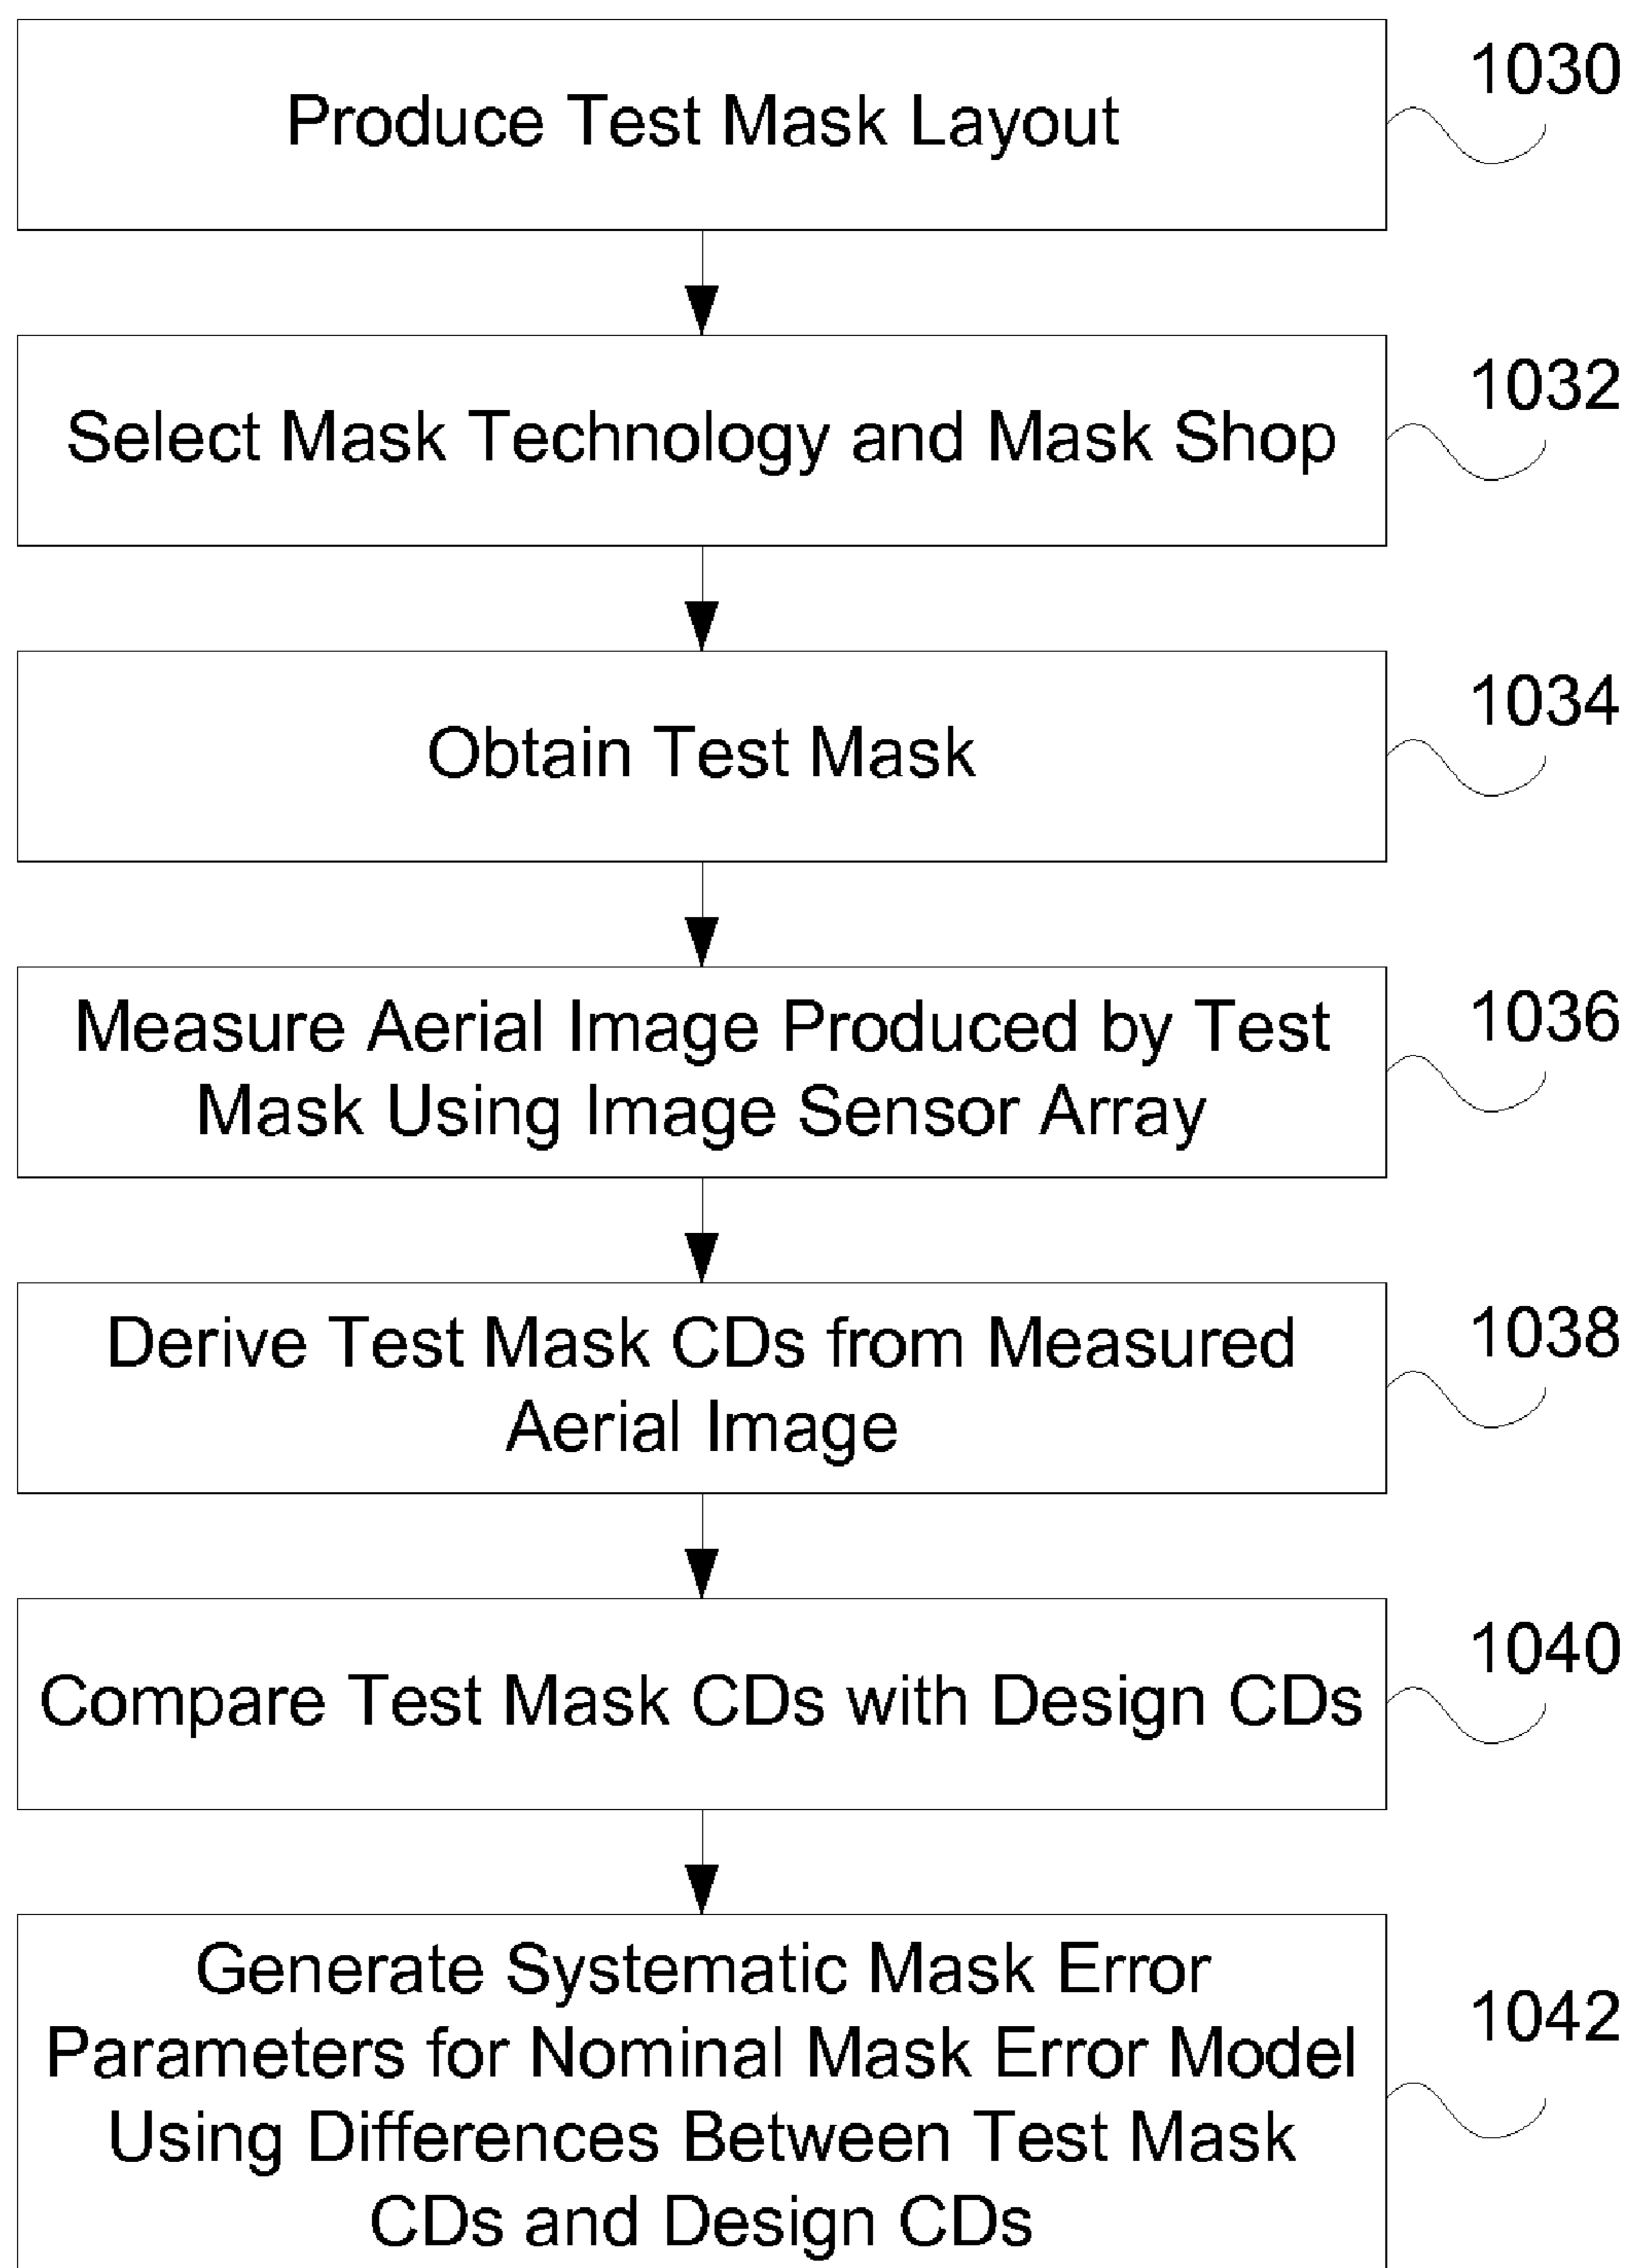 Produce Test Mask Layout
1030
Select Mask Technology and Mask Shop
1032
Obtain Test Mask
1034
Measure Aerial Image Produced by Test
Mask Using Image Sensor Array
1036
Derive Test Mask CDs from Measured
Aerial Image
1038
Compare Test Mask CDs with Design CDs
1040
Generate Systematic Mask Error
Parameters for Nominal Mask Error Model
Using Differences Between Test Mask
CDs and Design CDs
1042